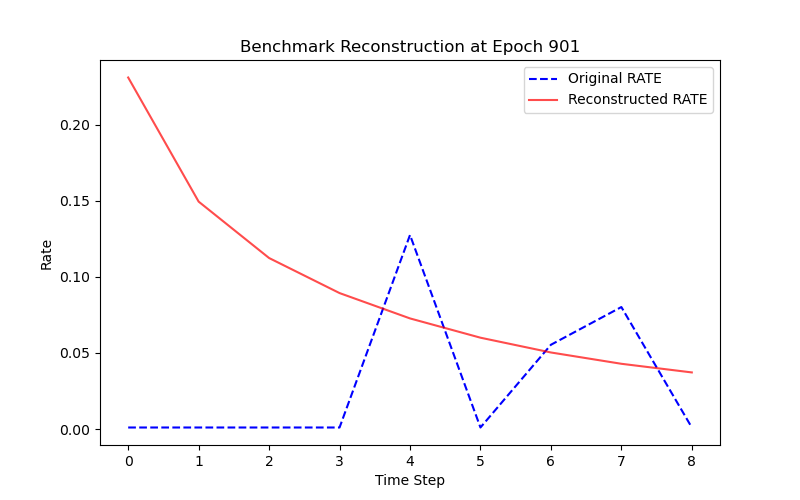 Benchmark Reconstruction at Epoch 901
Original RATE
Reconstructed RATE
0.20
0.15
0.10
0.05
0.00
Rate
0 1 2 3 4 5 6 7 8
Time Step